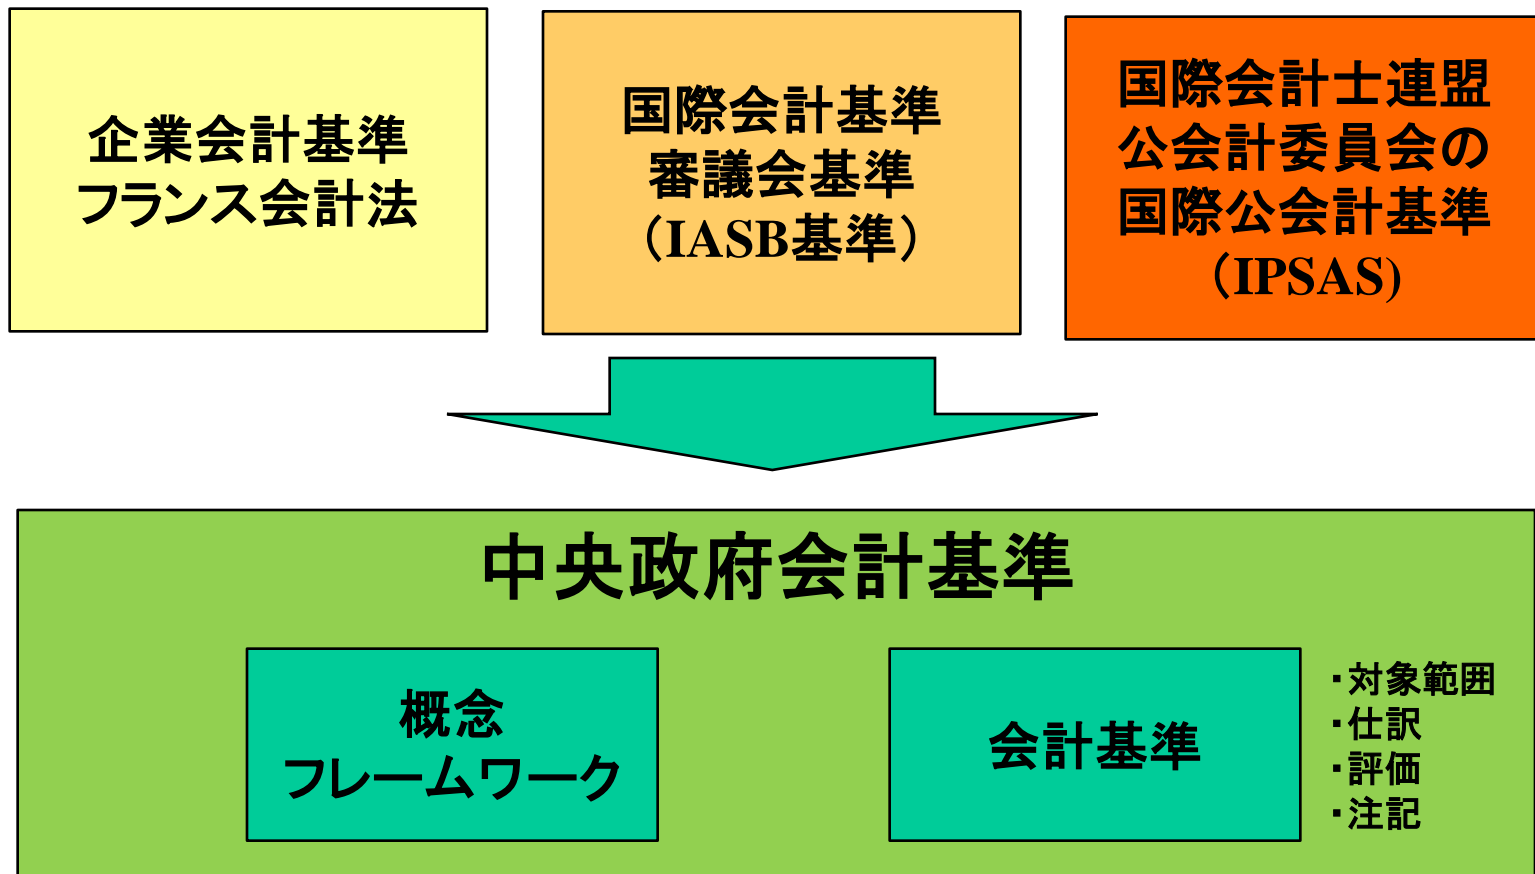 企業会計基準
フランス会計法
国際会計基準
審議会基準
（IASB基準）
国際会計士連盟
公会計委員会の
国際公会計基準
（IPSAS)
中央政府会計基準
概念
フレームワーク
会計基準
・対象範囲
・仕訳
・評価
・注記